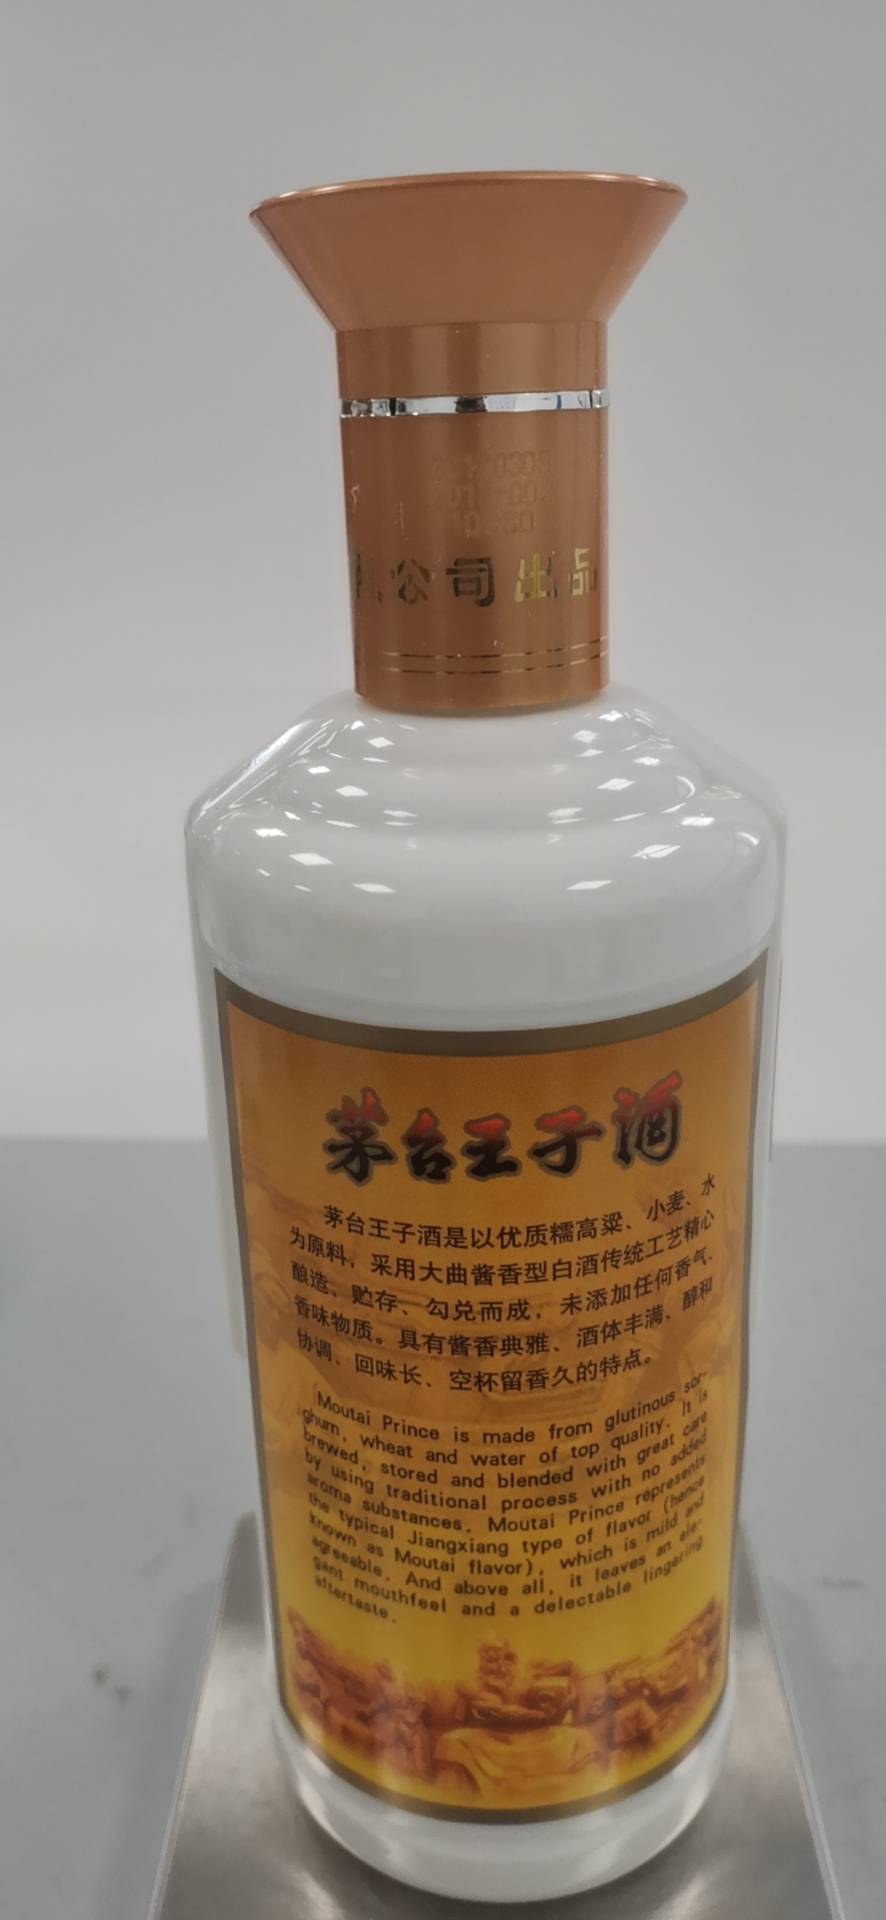 公司出品
茅台王子酒
茅台王子酒是以优质糯高粱、小麦、水
为原料，采用大曲酱香型白酒传统工艺精心
酿造、贮存、勾兑而成，未添加任何香气、
香味物质。具有酱香典雅、酒体丰满、醇和
协调、回味长、空杯留香久的特点。
Moutai Prince is made from glutinous sor-
ghum, wheat and water of top quality. It is
brewed, stored and blended with great care
by using traditional process with no added
aroma substances. Moutai Prince represents
the typical Jiangxiang type of flavor (hence
known as Moutai flavor), which is mild and
agreeable. And above all, it leaves an ele-
gant mouthfeel and a delectable lingering
aftertaste.